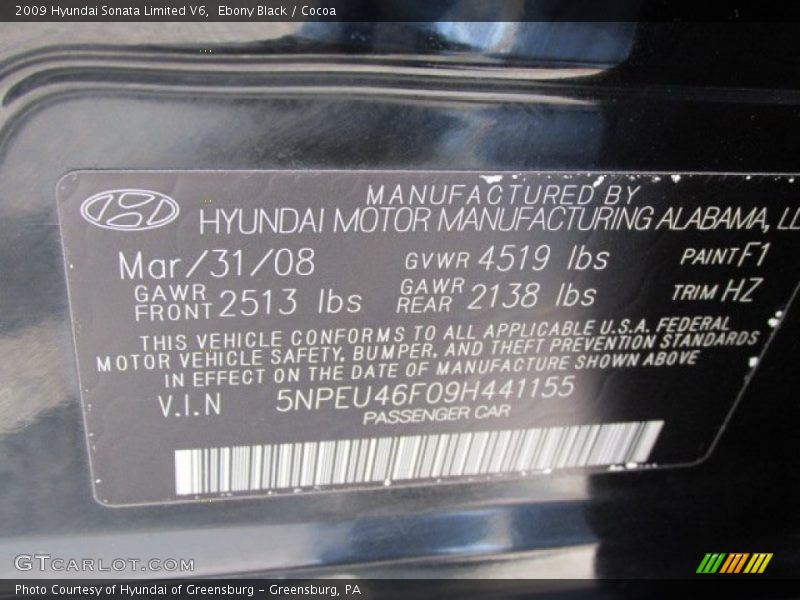 2009 Hyundai Sonata Limited V6,  Ebony Black / Cocoa
MANUFACTURED BY
HYUNDAI MOTOR MANUFACTURING ALABAMA,
Mar/31/08 GVWR 4519 lbs PAINT F1
GAWR FRONT 2513 lbs GAWR REAR 2138 lbs TRIM HZ
THIS VEHICLE CONFORMS TO ALL APPLICABLE U.S.A. FEDERAL
MOTOR VEHICLE SAFETY, BUMPER, AND THEFT PREVENTION STANDARDS
IN EFFECT ON THE DATE OF MANUFACTURE SHOWN ABOVE
V.I.N 5NPEU46F09H441155
PASSENGER CAR
GTCARLOT.COM
Photo Courtesy of Hyundai of Greensburg - Greensburg, PA